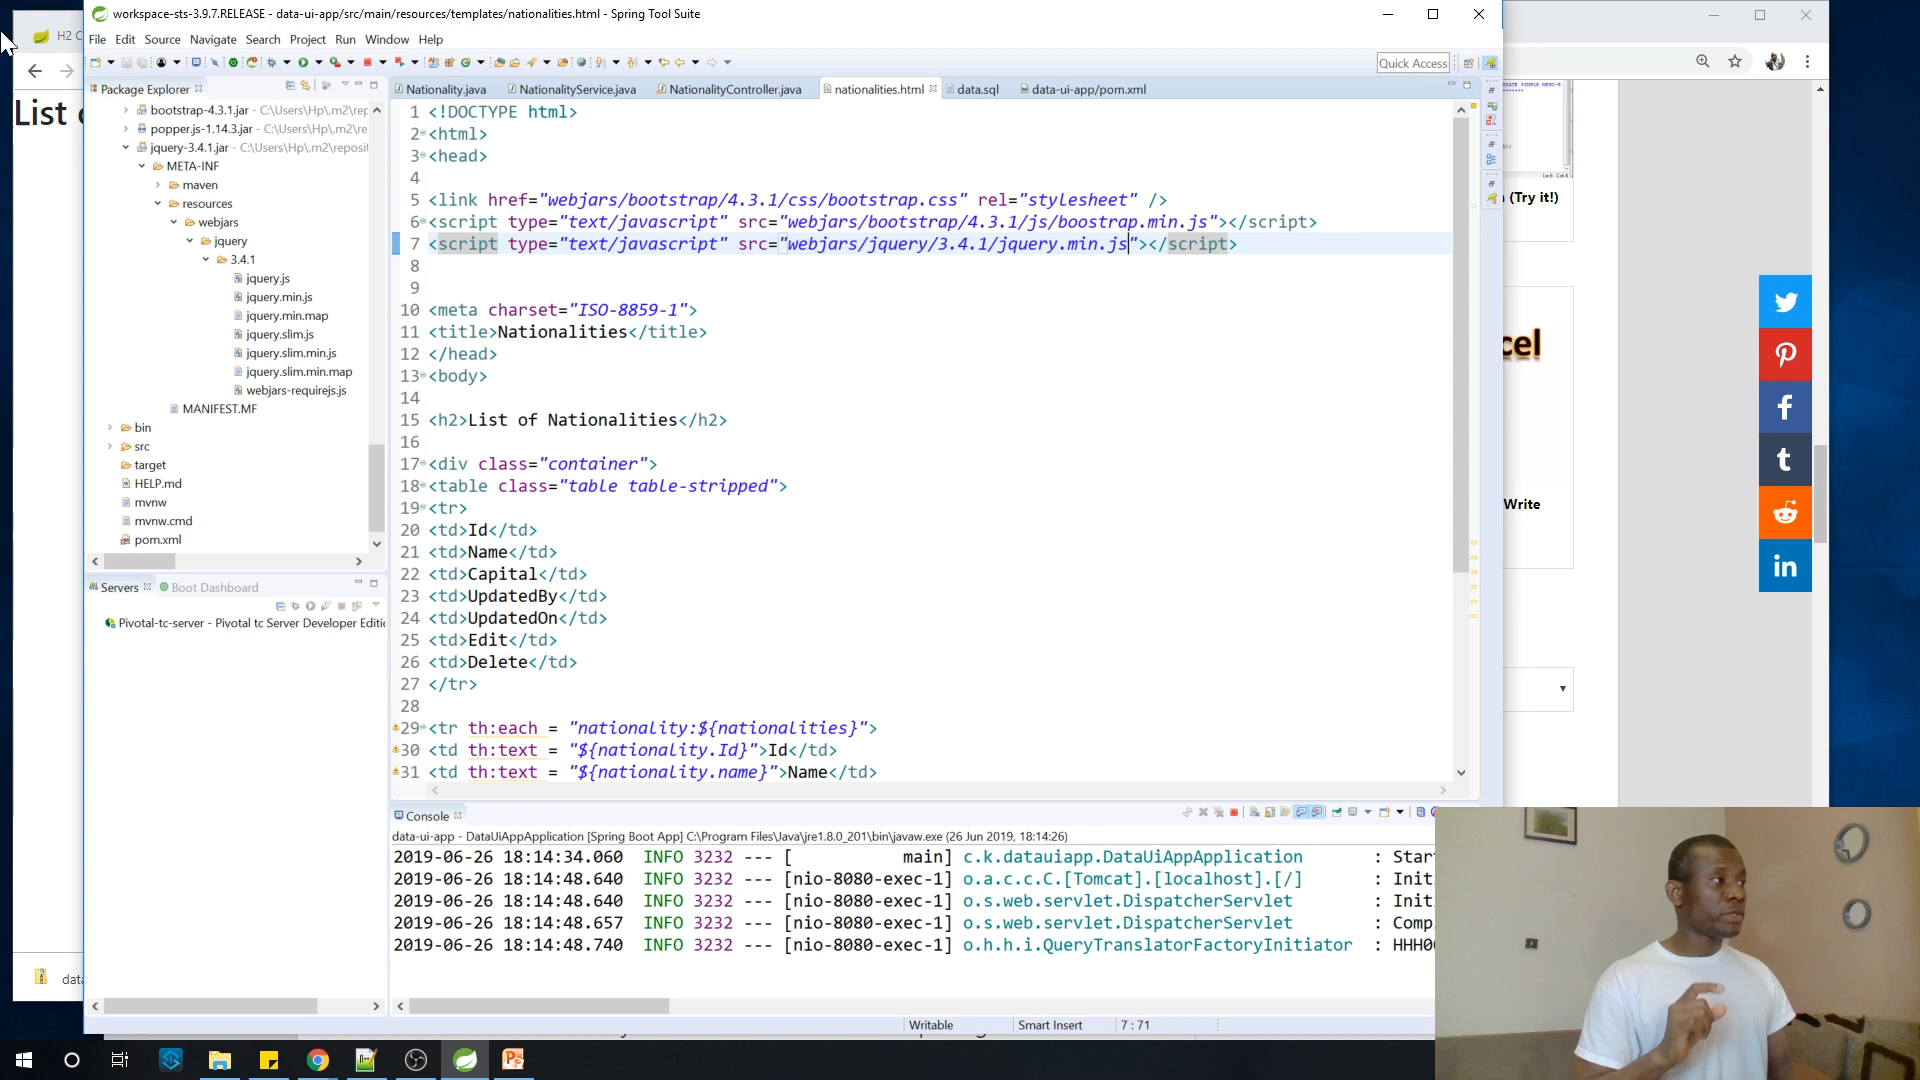 workspace-sts-3.9.7.RELEASE - data-ui-app/src/main/resources/templates/nationalities.html - Spring Tool Suite
H2 C
File Edit Source Navigate Search Project Run Window Help
Quick Access
List
Package Explorer
bootstrap-4.3.1.jar - C:\Users\Hp\.m2\rep
popper.js-1.14.3.jar - C:\Users\Hp\.m2\re
jquery-3.4.1.jar - C:\Users\Hp\.m2\reposit
META-INF
maven
resources
webjars
jquery
3.4.1
jquery.js
jquery.min.js
jquery.min.map
jquery.slim.js
jquery.slim.min.js
jquery.slim.min.map
webjars-requirejs.js
MANIFEST.MF
bin
src
target
HELP.md
mvnw
mvnw.cmd
pom.xml
Servers Boot Dashboard
Pivotal-tc-server - Pivotal tc Server Developer Editi
Nationality.java NationalityService.java NationalityController.java nationalities.html data.sql data-ui-app/pom.xml
1 <!DOCTYPE html>
2 <html>
3 <head>
4
5 <link href="webjars/bootstrap/4.3.1/css/bootstrap.css" rel="stylesheet" />
6 <script type="text/javascript" src="webjars/bootstrap/4.3.1/js/boostrap.min.js"></script>
7 <script type="text/javascript" src="webjars/jquery/3.4.1/jquery.min.js"></script>
8
9
10 <meta charset="ISO-8859-1">
11 <title>Nationalities</title>
12 </head>
13 <body>
14
15 <h2>List of Nationalities</h2>
16
17 <div class="container">
18 <table class="table table-stripped">
19 <tr>
20 <td>Id</td>
21 <td>Name</td>
22 <td>Capital</td>
23 <td>UpdatedBy</td>
24 <td>UpdatedOn</td>
25 <td>Edit</td>
26 <td>Delete</td>
27 </tr>
28
29 <tr th:each = "nationality:${nationalities}">
30 <td th:text = "${nationality.Id}">Id</td>
31 <td th:text = "${nationality.name}">Name</td>
Console
data-ui-app - DataUiAppApplication [Spring Boot App] C:\Program Files\Java\jre1.8.0_201\bin\javaw.exe (26 Jun 2019, 18:14:26)
2019-06-26 18:14:34.060 INFO 3232 --- [ main] c.k.datauiapp.DataUiAppApplication : Star
2019-06-26 18:14:48.640 INFO 3232 --- [nio-8080-exec-1] o.a.c.c.C.[Tomcat].[localhost].[/] : Init
2019-06-26 18:14:48.640 INFO 3232 --- [nio-8080-exec-1] o.s.web.servlet.DispatcherServlet : Init
2019-06-26 18:14:48.657 INFO 3232 --- [nio-8080-exec-1] o.s.web.servlet.DispatcherServlet : Comp
2019-06-26 18:14:48.740 INFO 3232 --- [nio-8080-exec-1] o.h.h.i.QueryTranslatorFactoryInitiator : HHH0
Writable Smart Insert 7 : 71
data
(Try it!)
cel
Write